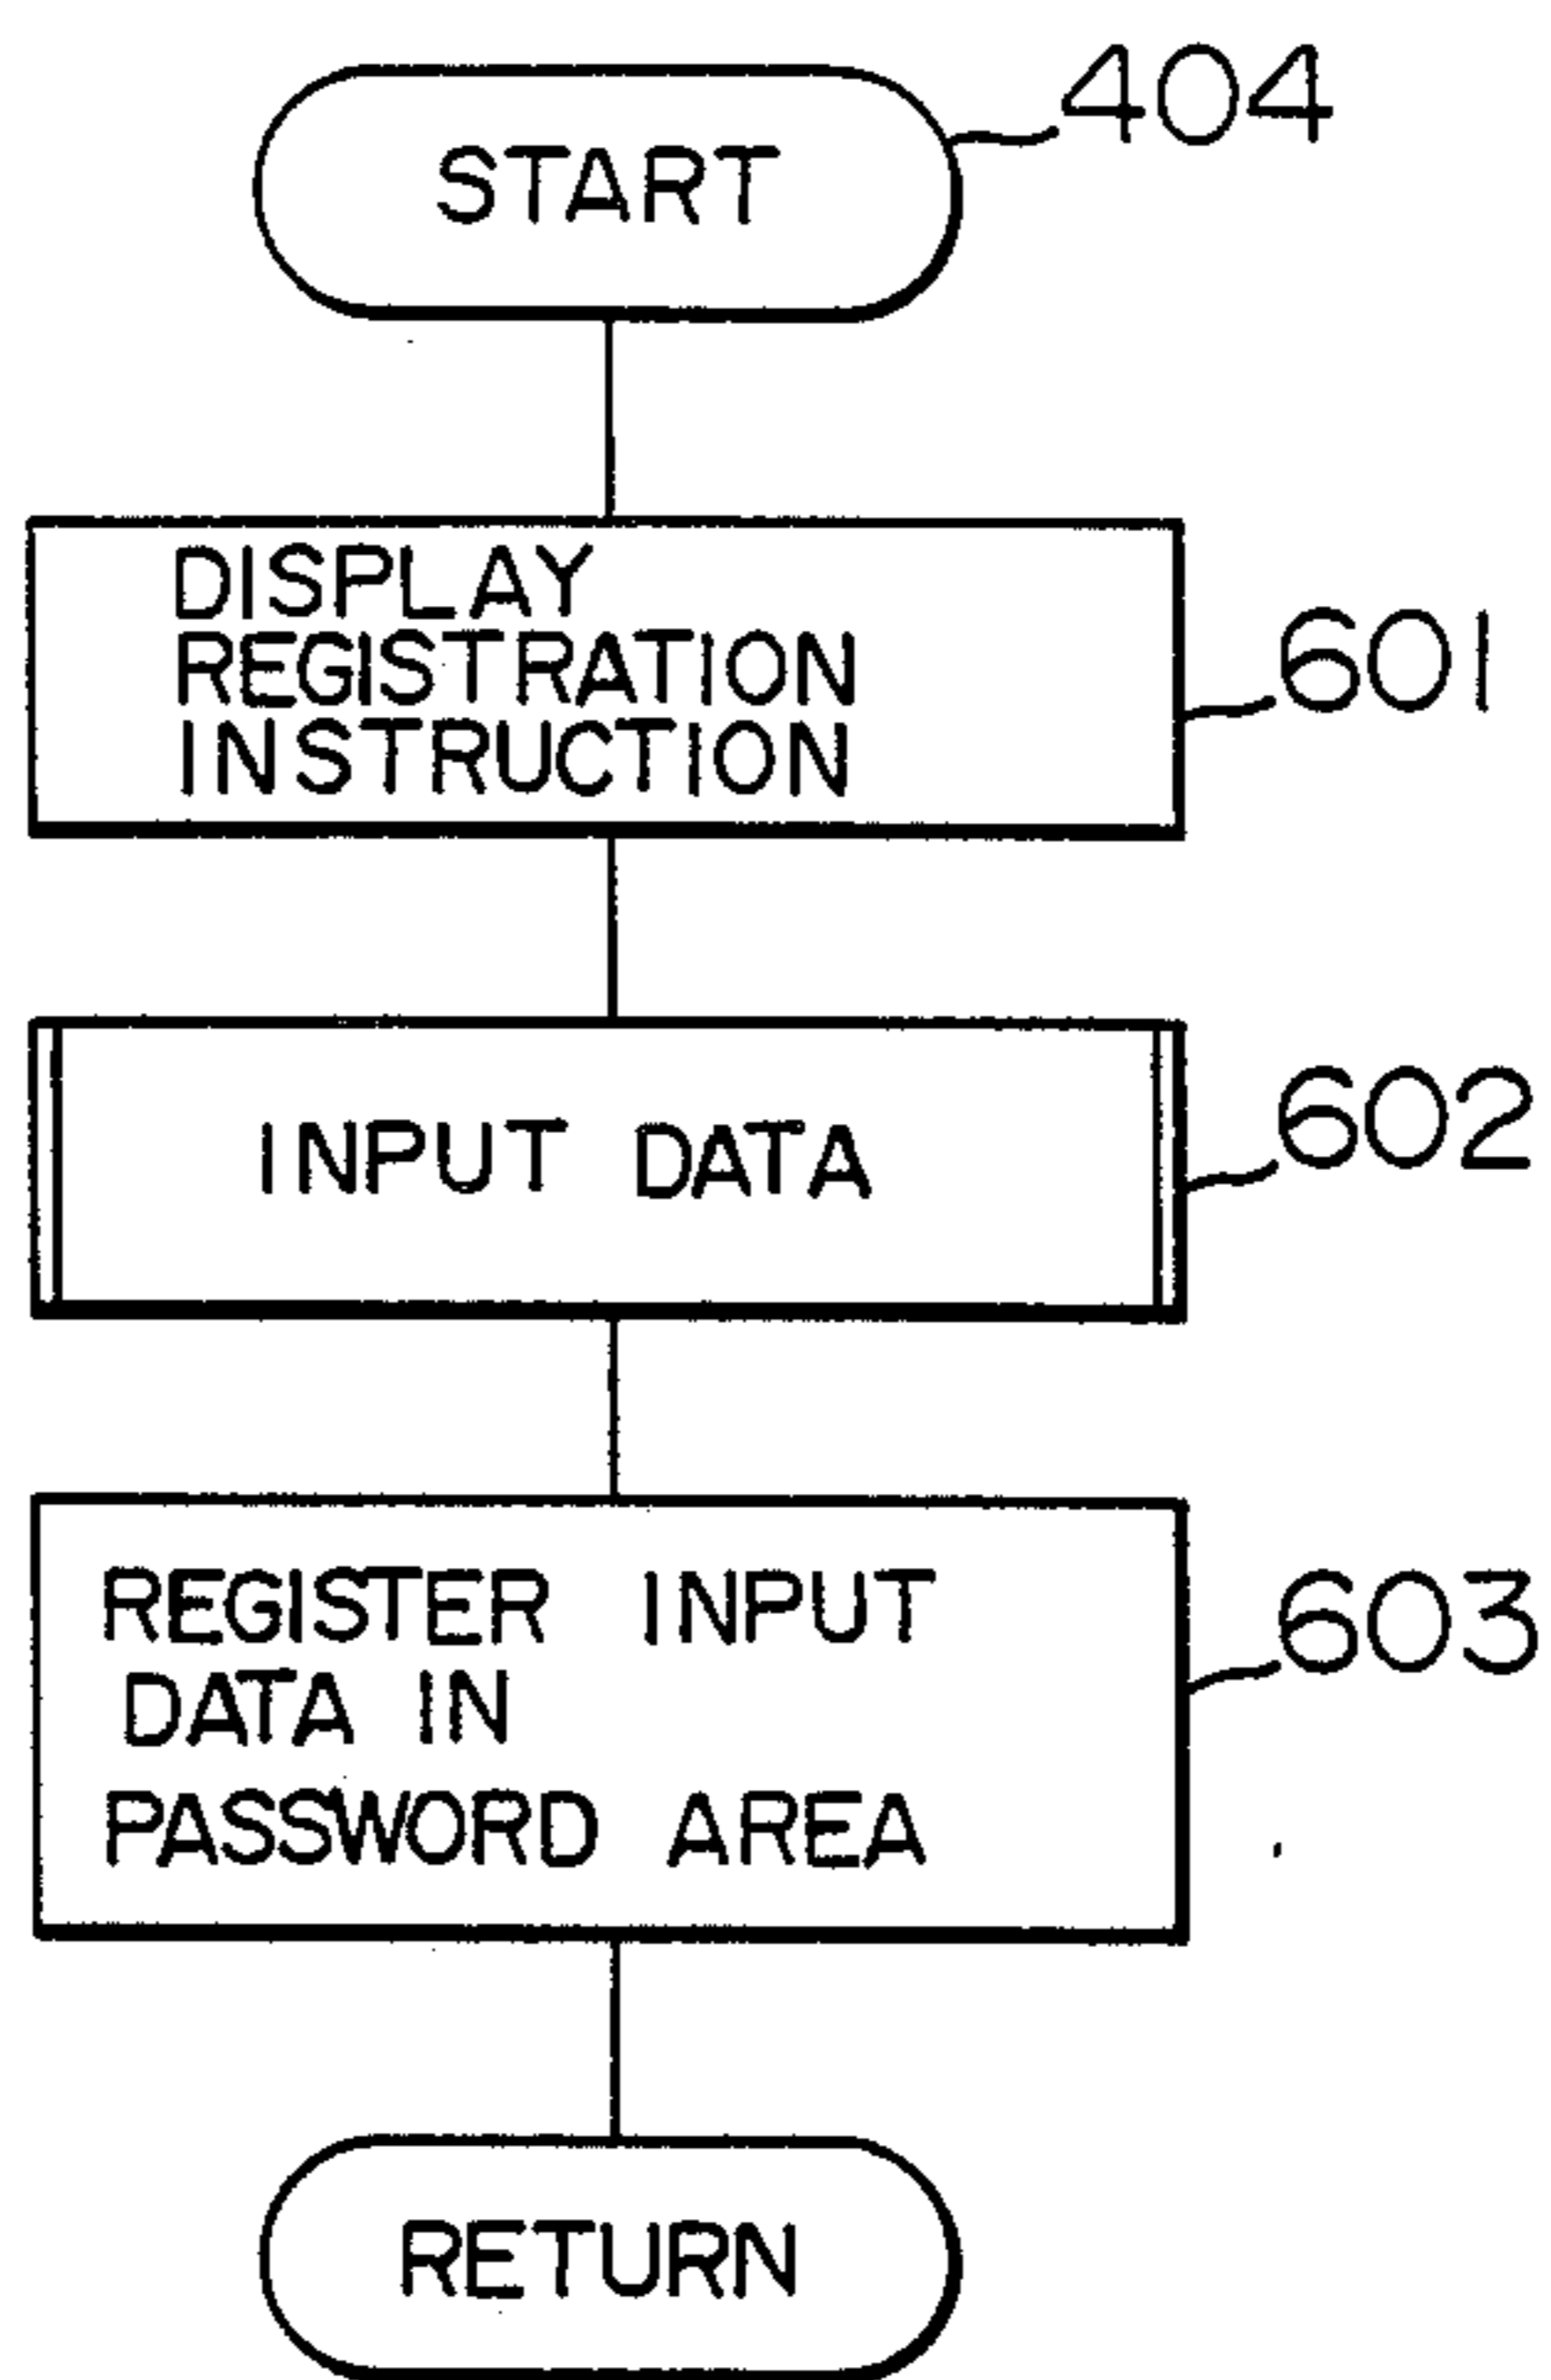 404
START
DISPLAY
REGISTRATION
INSTRUCTION
601
INPUT DATA
602
REGISTER INPUT
DATA IN
PASSWORD AREA
603
RETURN